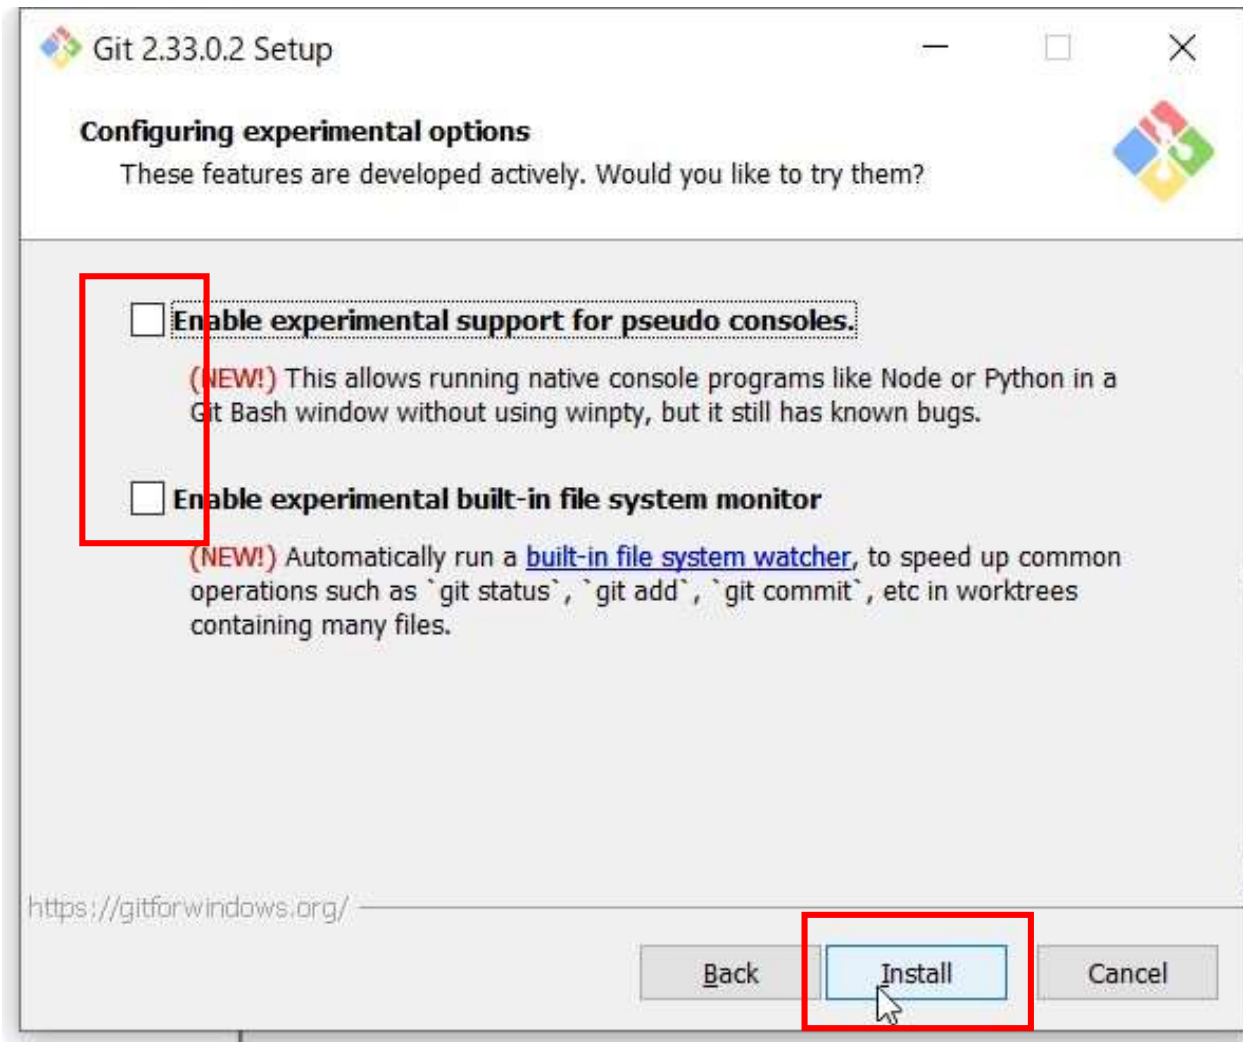 Git 2.33.0.2 Setup
Configuring experimental options
These features are developed actively. Would you like to try them?
Enable experimental support for pseudo consoles.
(NEW!) This allows running native console programs like Node or Python in a
Git Bash window without using winpty, but it still has known bugs.
Enable experimental built-in file system monitor
(NEW!) Automatically run a built-in file system watcher, to speed up common
operations such as `git status`, `git add`, `git commit`, etc in worktrees
containing many files.
https://gitforwindows.org/
Back Install Cancel